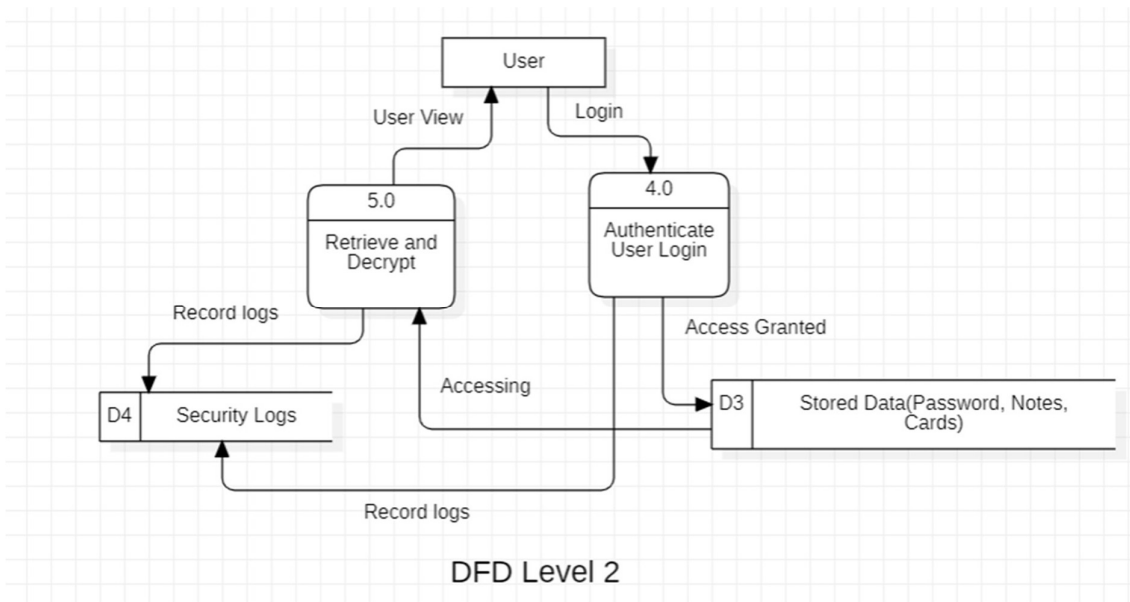 User
User View
Login
5.0
4.0
Retrieve and
Decrypt
Authenticate
User Login
Record logs
Access Granted
Accessing
D4
Security Logs
D3
Stored Data(Password, Notes,
Cards)
Record logs
DFD Level 2